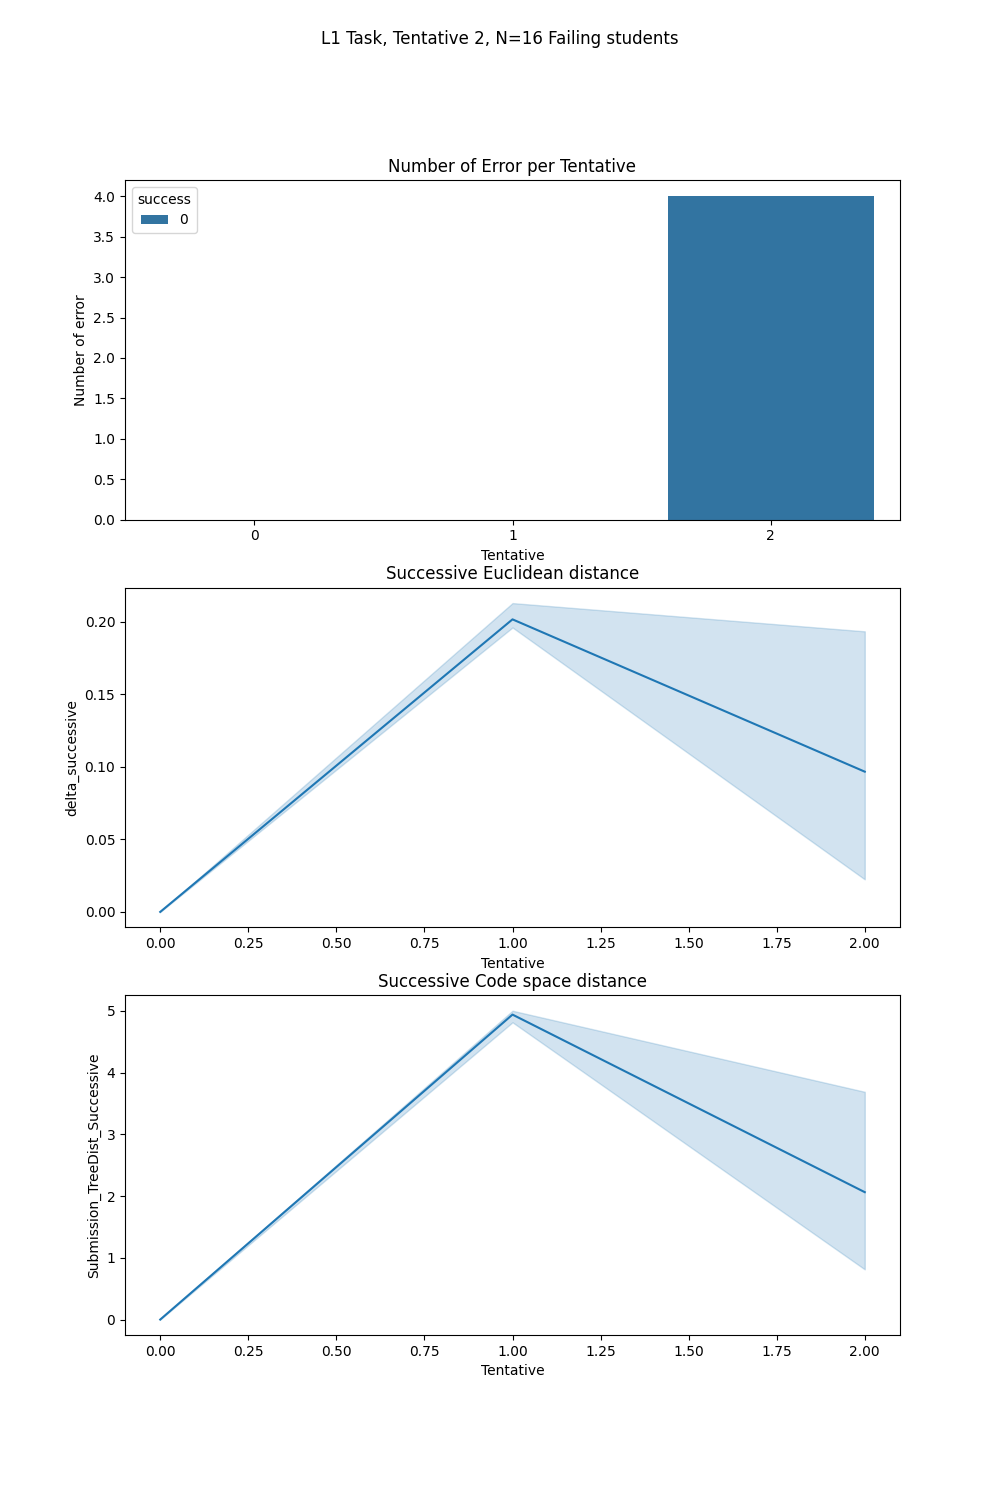 L1 Task, Tentative 2, N=16 Failing students
Number of Error per Tentative
success
0
4.0
3.5
3.0
2.5
2.0
1.5
1.0
0.5
0.0
Number of error
0 1 2
Tentative
Successive Euclidean distance
0.20
0.15
0.10
0.05
0.00
delta_successive
0.00 0.25 0.50 0.75 1.00 1.25 1.50 1.75 2.00
Tentative
Successive Code space distance
5
4
3
2
1
0
Submission_TreeDist_Successive
0.00 0.25 0.50 0.75 1.00 1.25 1.50 1.75 2.00
Tentative